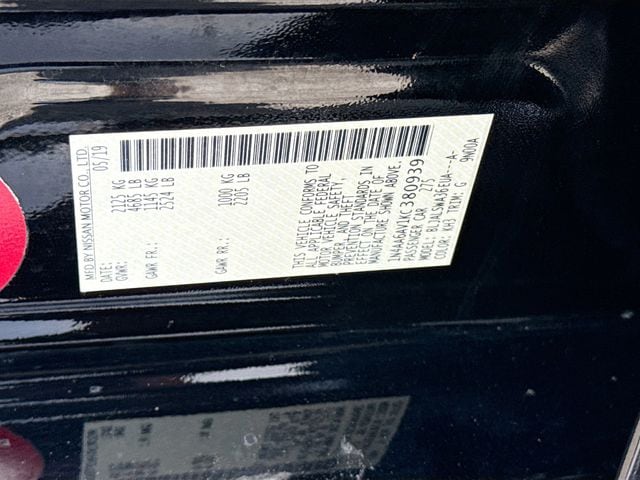 MFD BY NISSAN MOTOR CO., LTD.
DATE: 05/19
GVWR: 2125 KG
4685 LB
GAWR FR.: 1145 KG
2524 LB
GAWR RR.: 1000 KG
2205 LB
THIS VEHICLE CONFORMS TO
ALL APPLICABLE FEDERAL
MOTOR VEHICLE SAFETY,
BUMPER, AND THEFT
PREVENTION STANDARDS IN
EFFECT ON THE DATE OF
MANUFACTURE SHOWN ABOVE.
1N4AA6AV1KC380939
PASSENGER CAR 275
MODEL: BLJALSWA36EUA--A-
COLOR: KH3 TRIM: G 9N00A